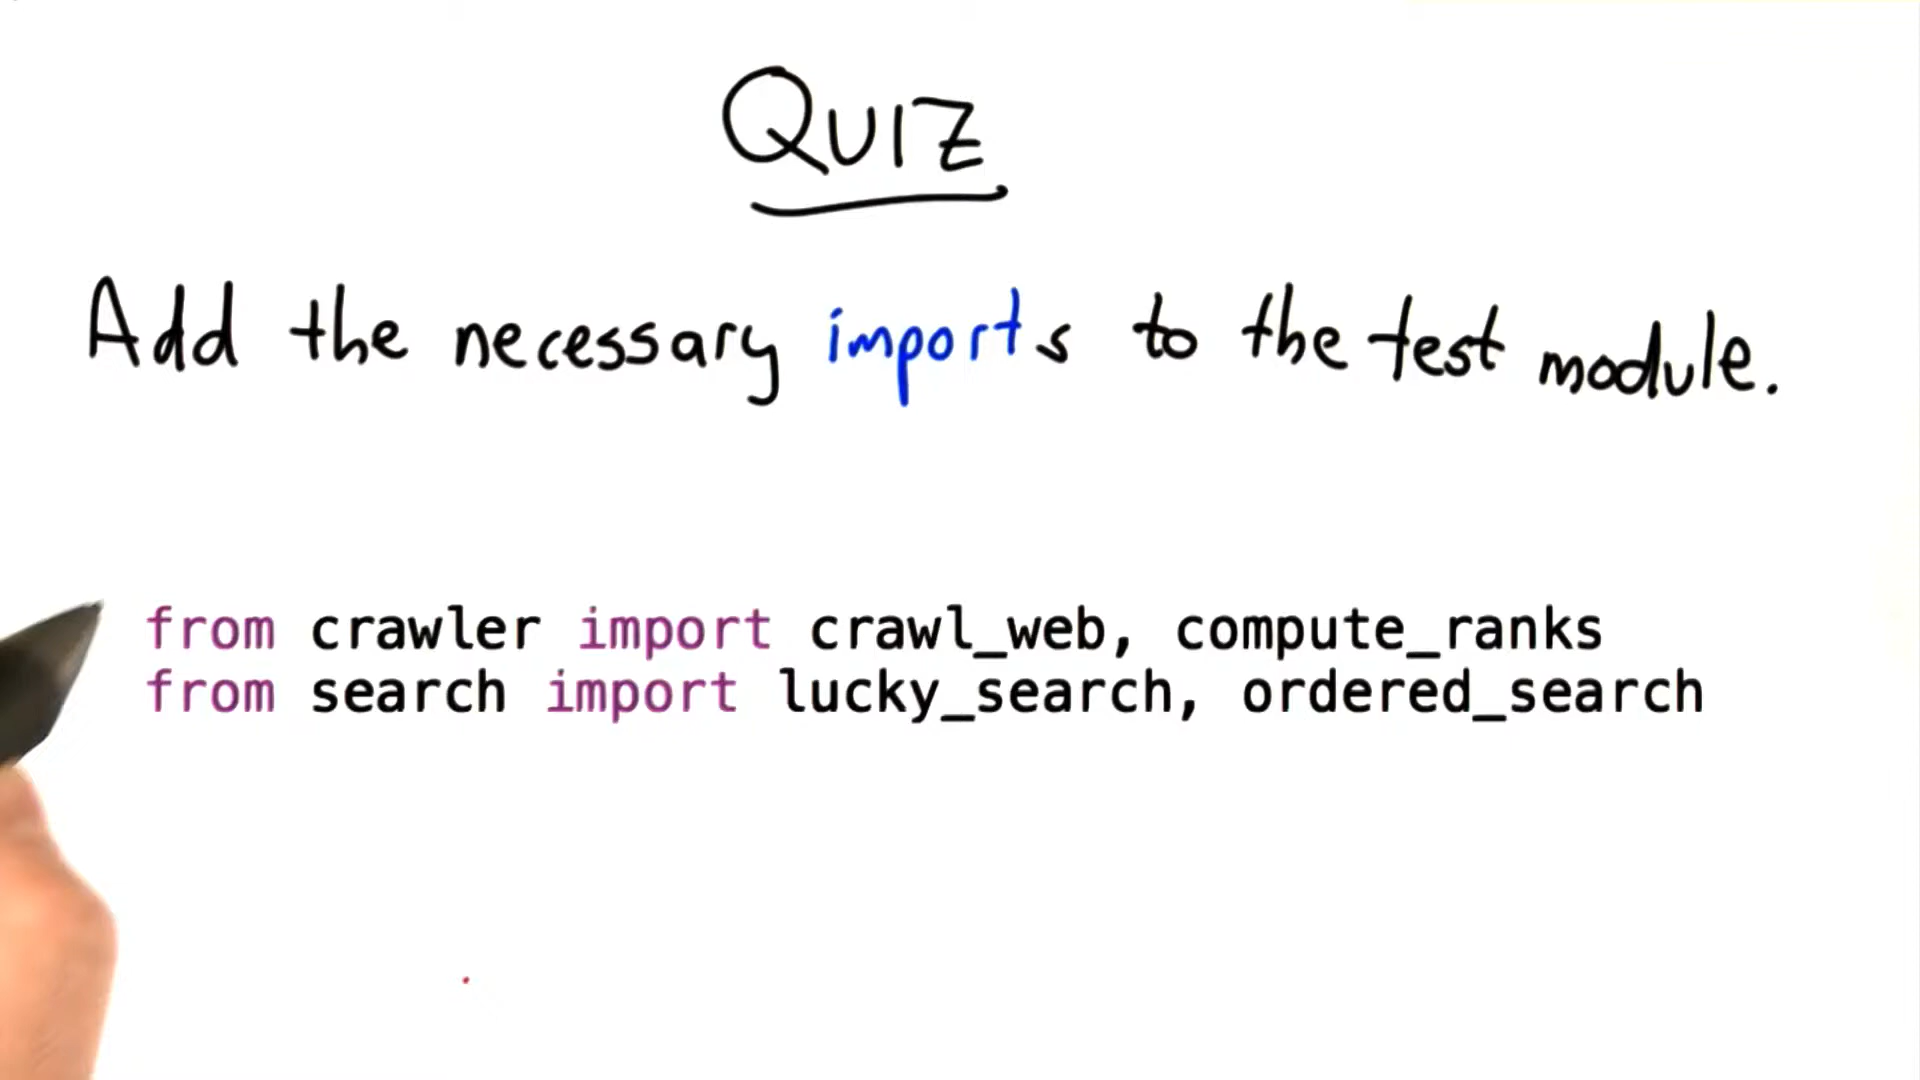 QUIZ
Add the necessary imports to the test module.
from crawler import crawl_web, compute_ranks
from search import lucky_search, ordered_search